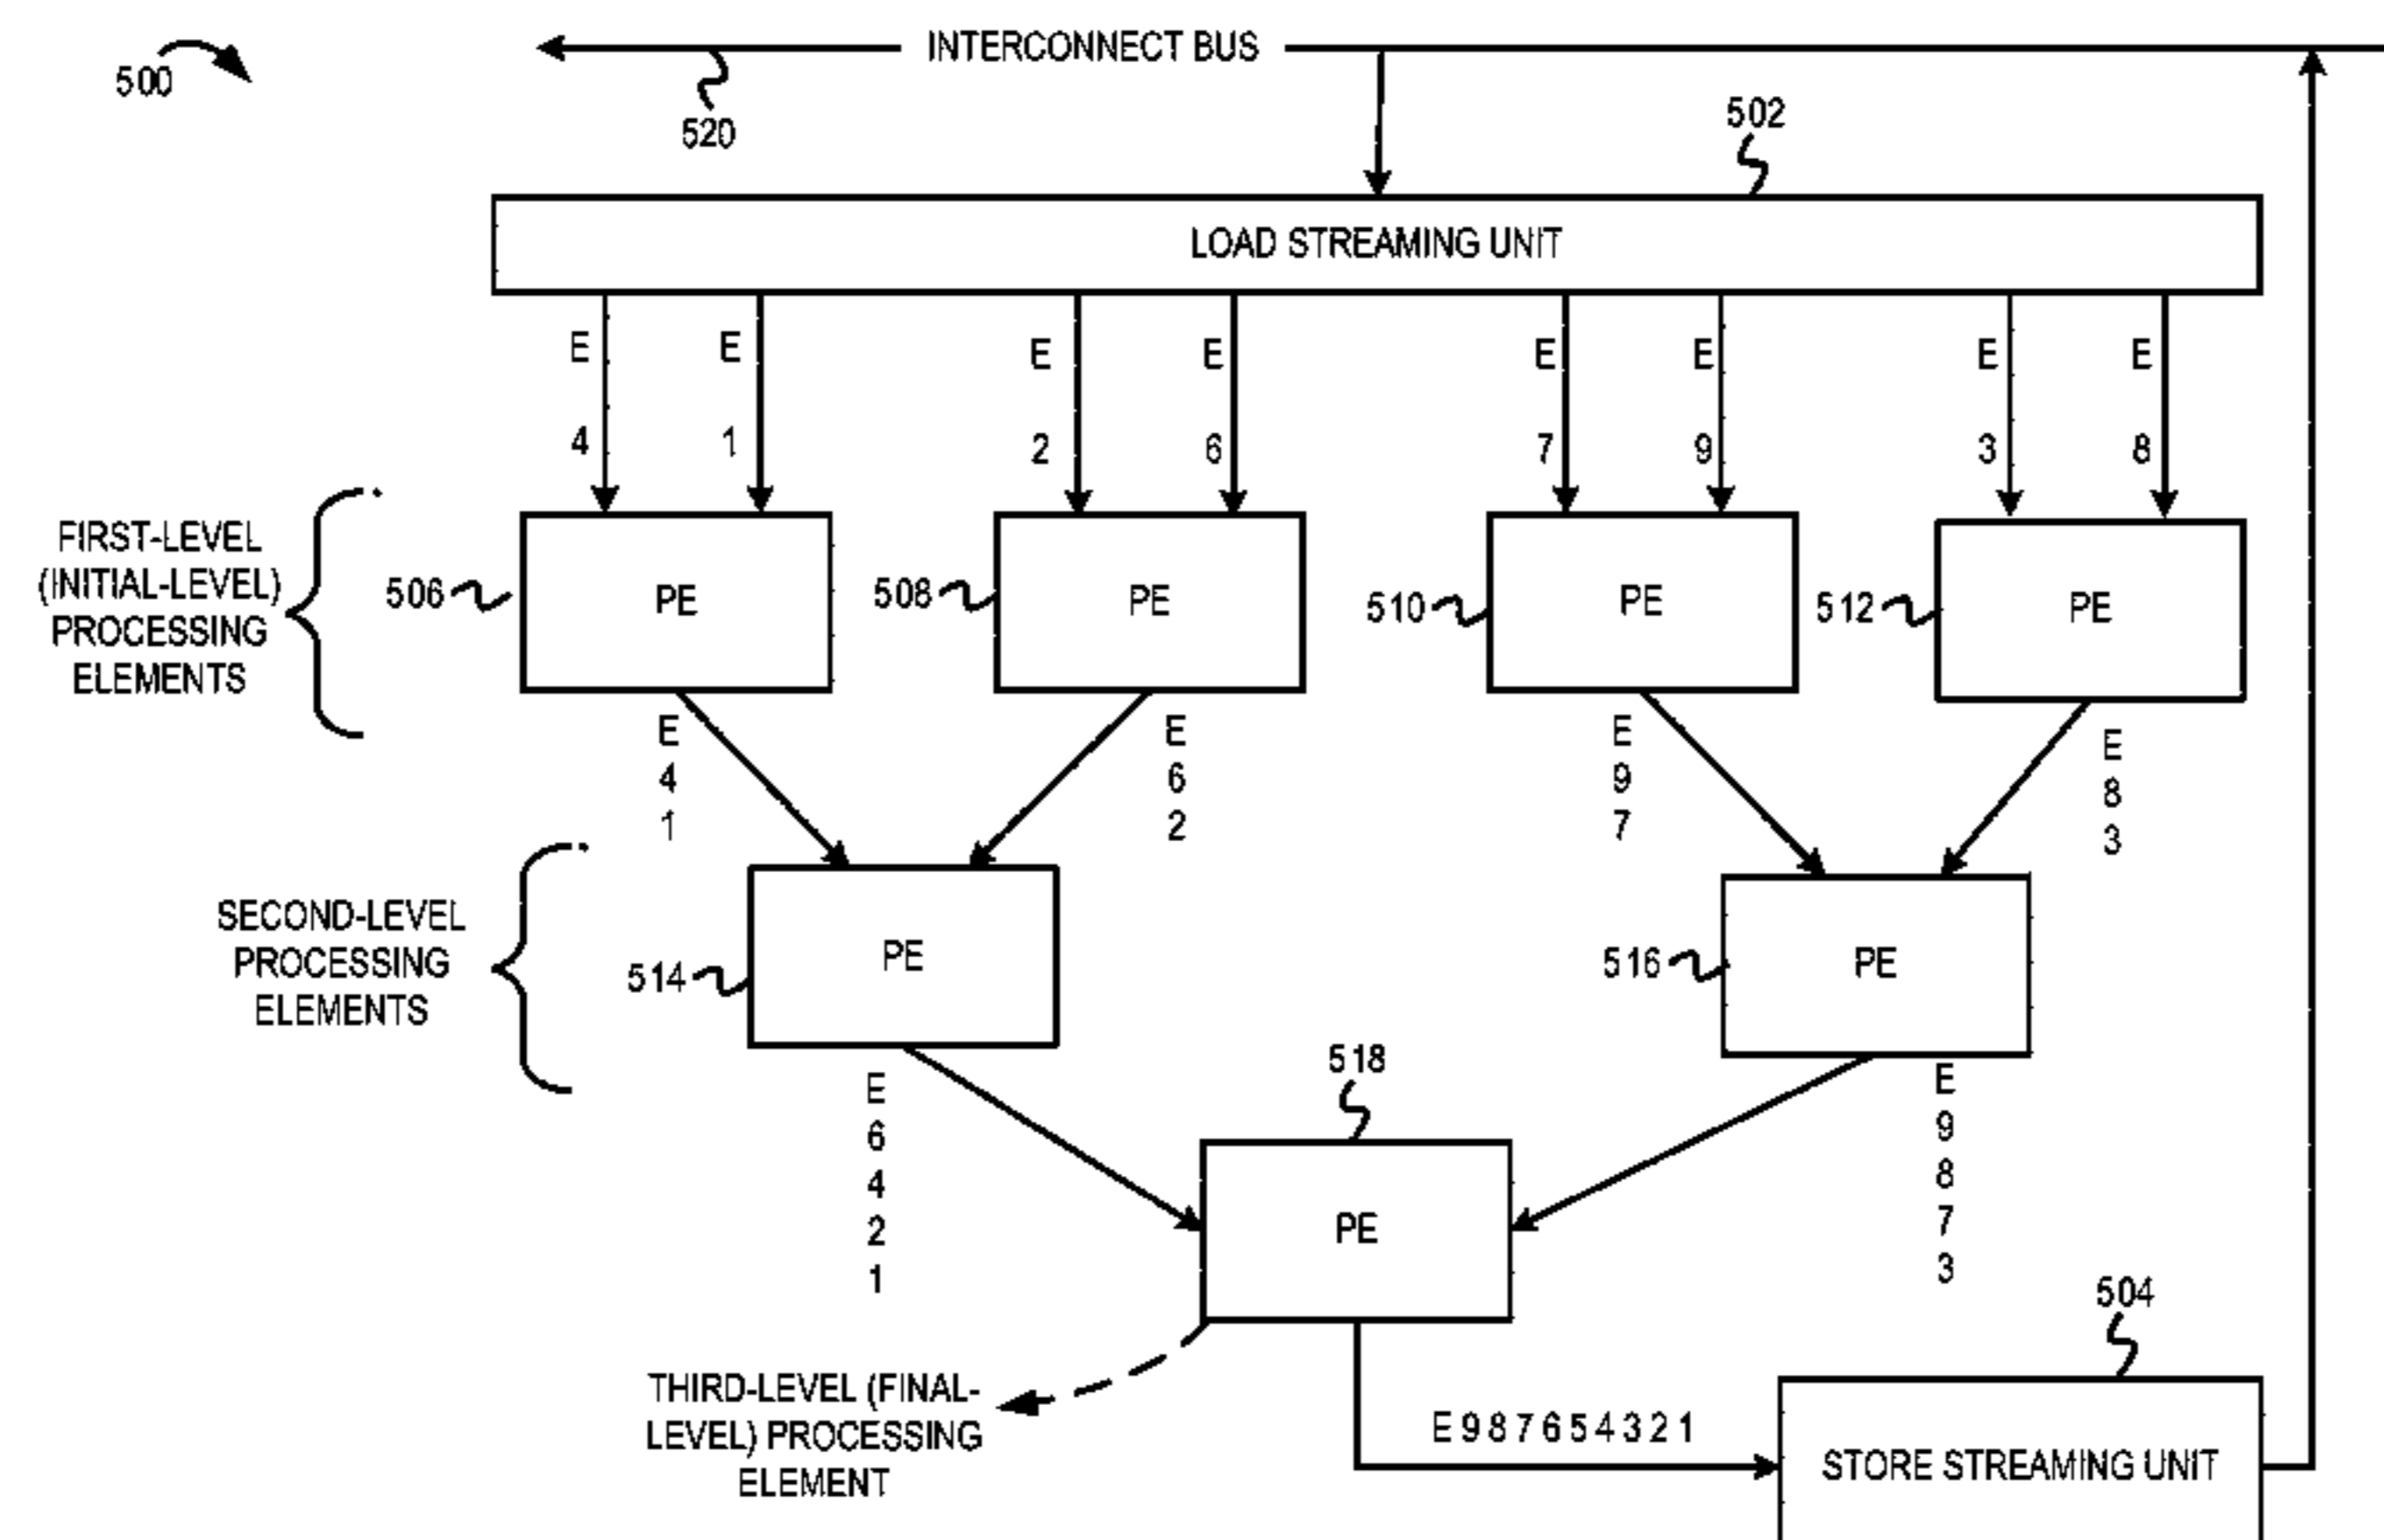 500
INTERCONNECT BUS
520
502
LOAD STREAMING UNIT
E E E E E E E E
4 1 2 6 7 9 3 8
FIRST-LEVEL
(INITIAL-LEVEL)
PROCESSING
ELEMENTS
506
PE
508
PE
510
PE
512
PE
E
4
1
E
6
2
E
9
7
E
8
3
SECOND-LEVEL
PROCESSING
ELEMENTS
514
PE
516
PE
E
6
4
2
1
518
PE
E
9
8
7
3
THIRD-LEVEL (FINAL-
LEVEL) PROCESSING
ELEMENT
E 9 8 7 6 5 4 3 2 1
504
STORE STREAMING UNIT